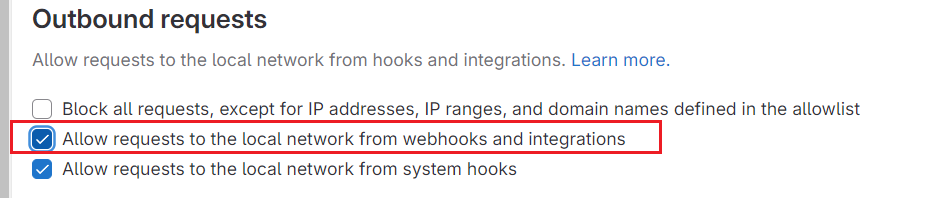 Outbound requests
Allow requests to the local network from hooks and integrations. Learn more.
Block all requests, except for IP addresses, IP ranges, and domain names defined in the allowlist
Allow requests to the local network from webhooks and integrations
Allow requests to the local network from system hooks